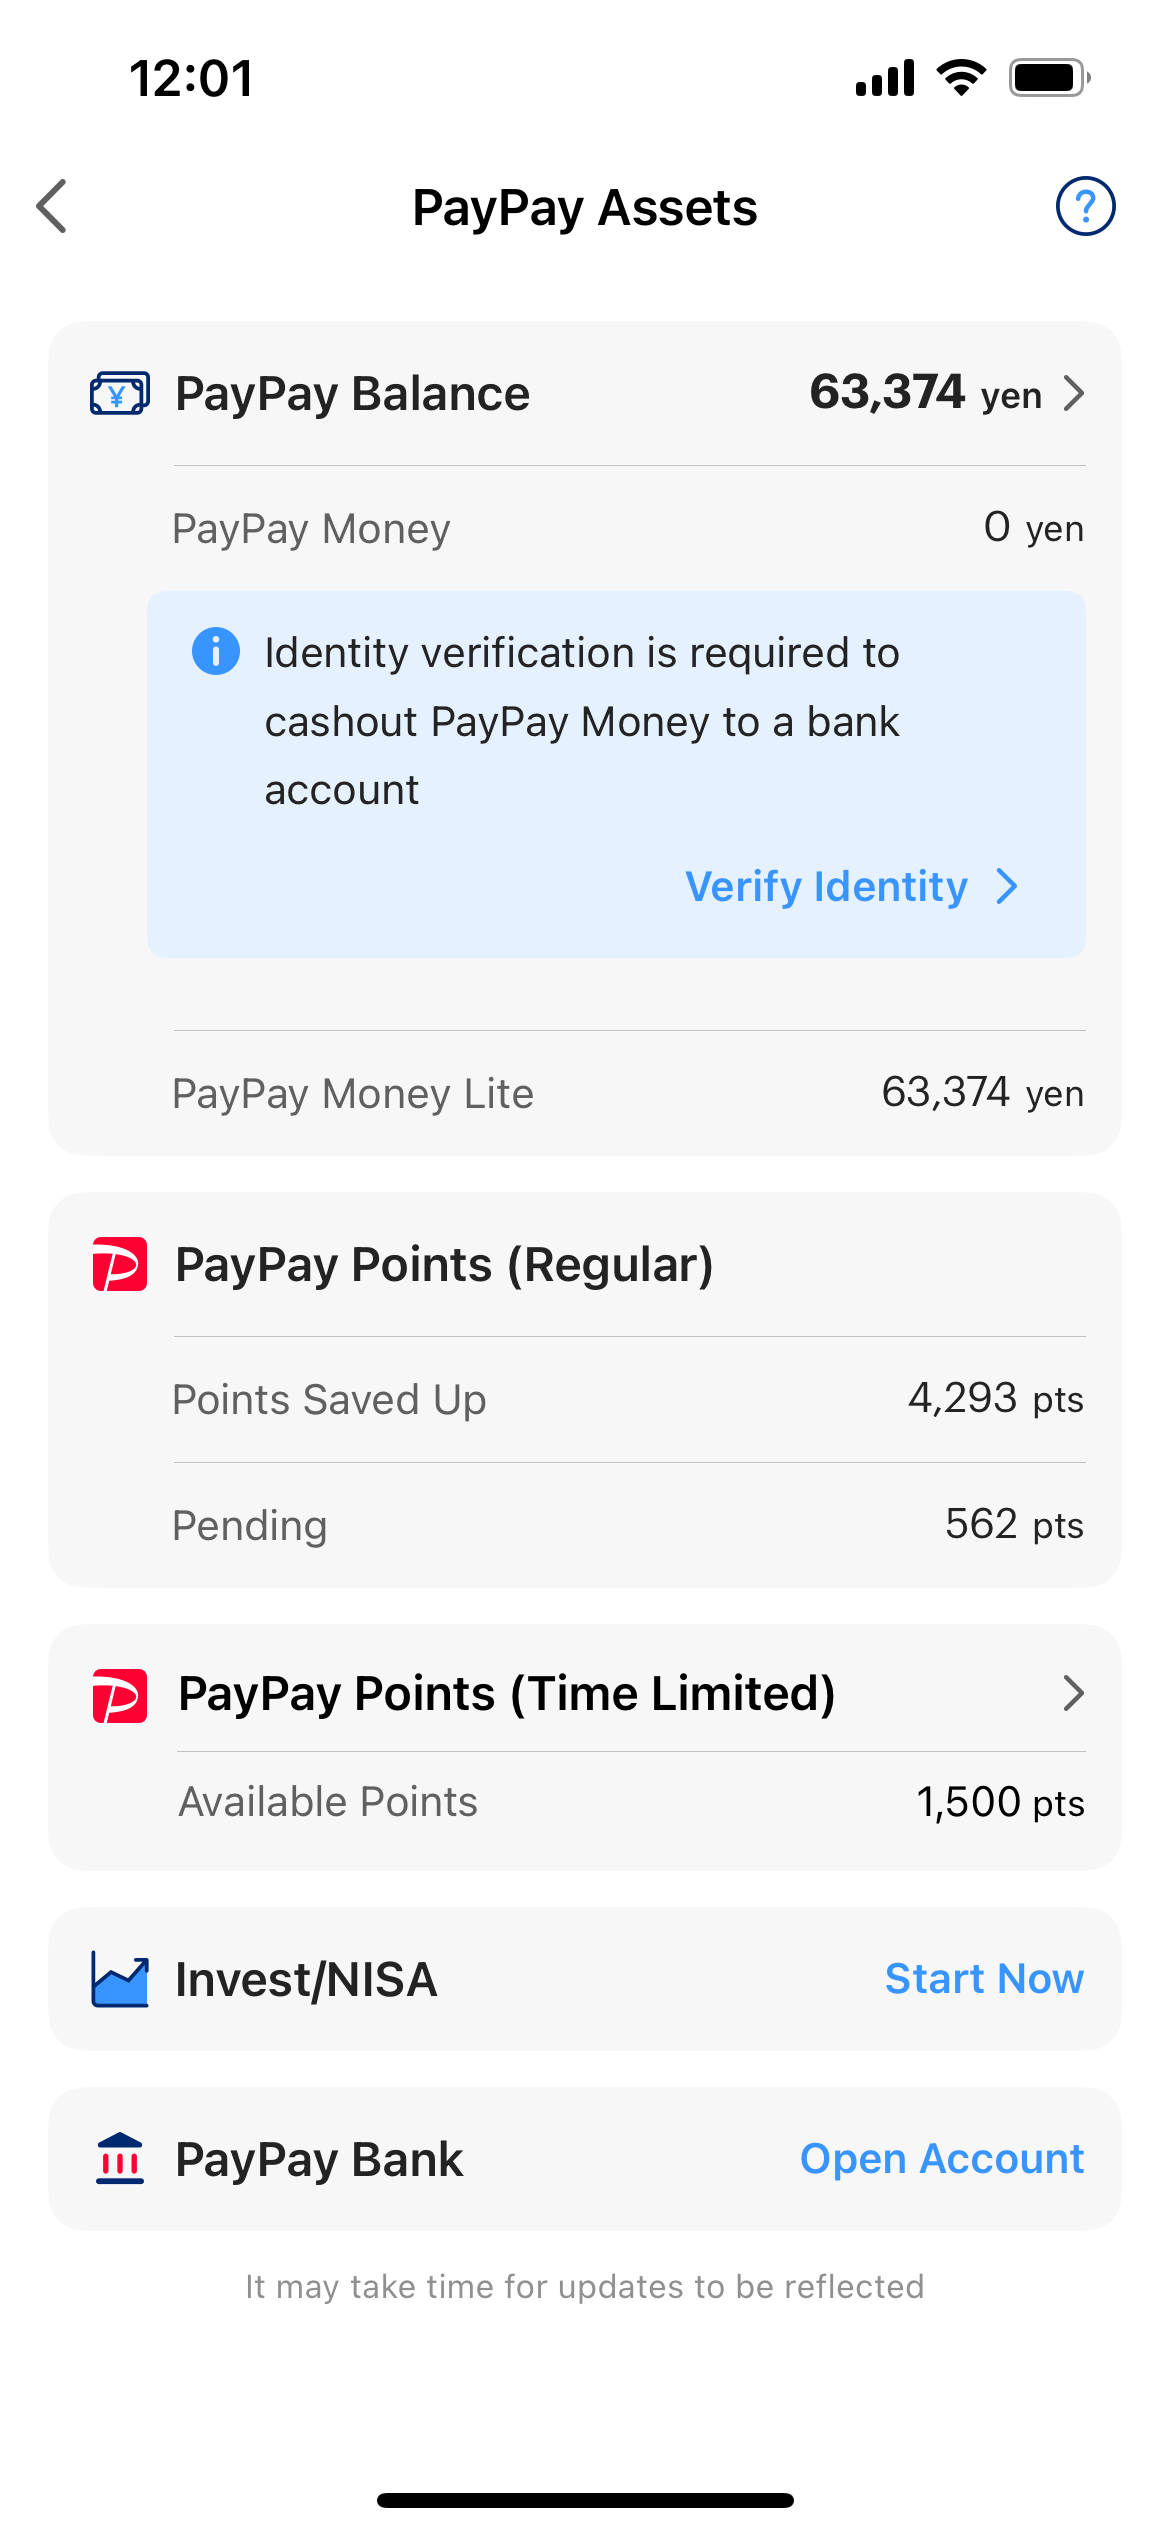 12:01
PayPay Assets
?
¥ PayPay Balance 63,374 yen
PayPay Money 0 yen
Identity verification is required to
cashout PayPay Money to a bank
account
Verify Identity
PayPay Money Lite 63,374 yen
PayPay Points (Regular)
Points Saved Up 4,293 pts
Pending 562 pts
PayPay Points (Time Limited)
Available Points 1,500 pts
Invest/NISA Start Now
PayPay Bank Open Account
It may take time for updates to be reflected